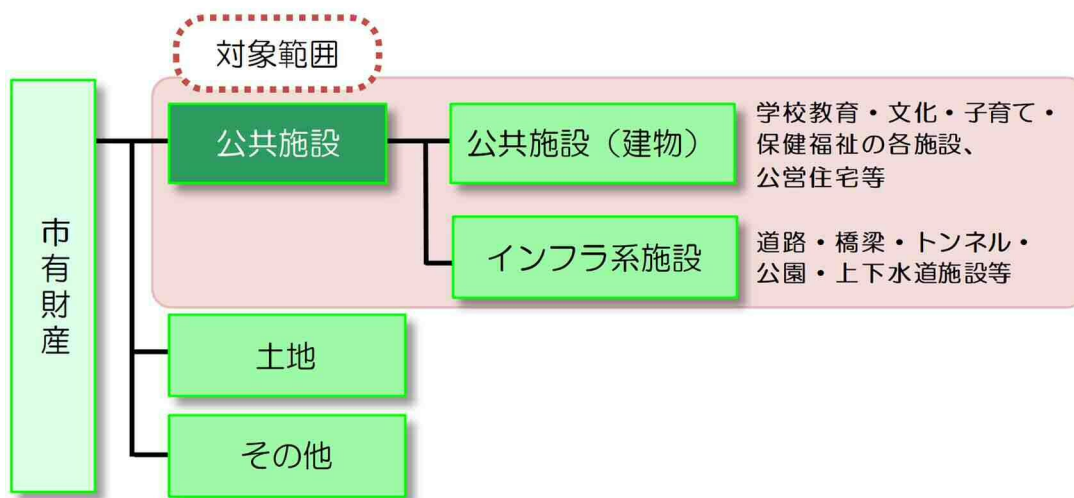 対象範囲
市有財産
公共施設
公共施設（建物）
学校教育・文化・子育て・
保健福祉の各施設、
公営住宅等
インフラ系施設
道路・橋梁・トンネル・
公園・上下水道施設等
土地
その他